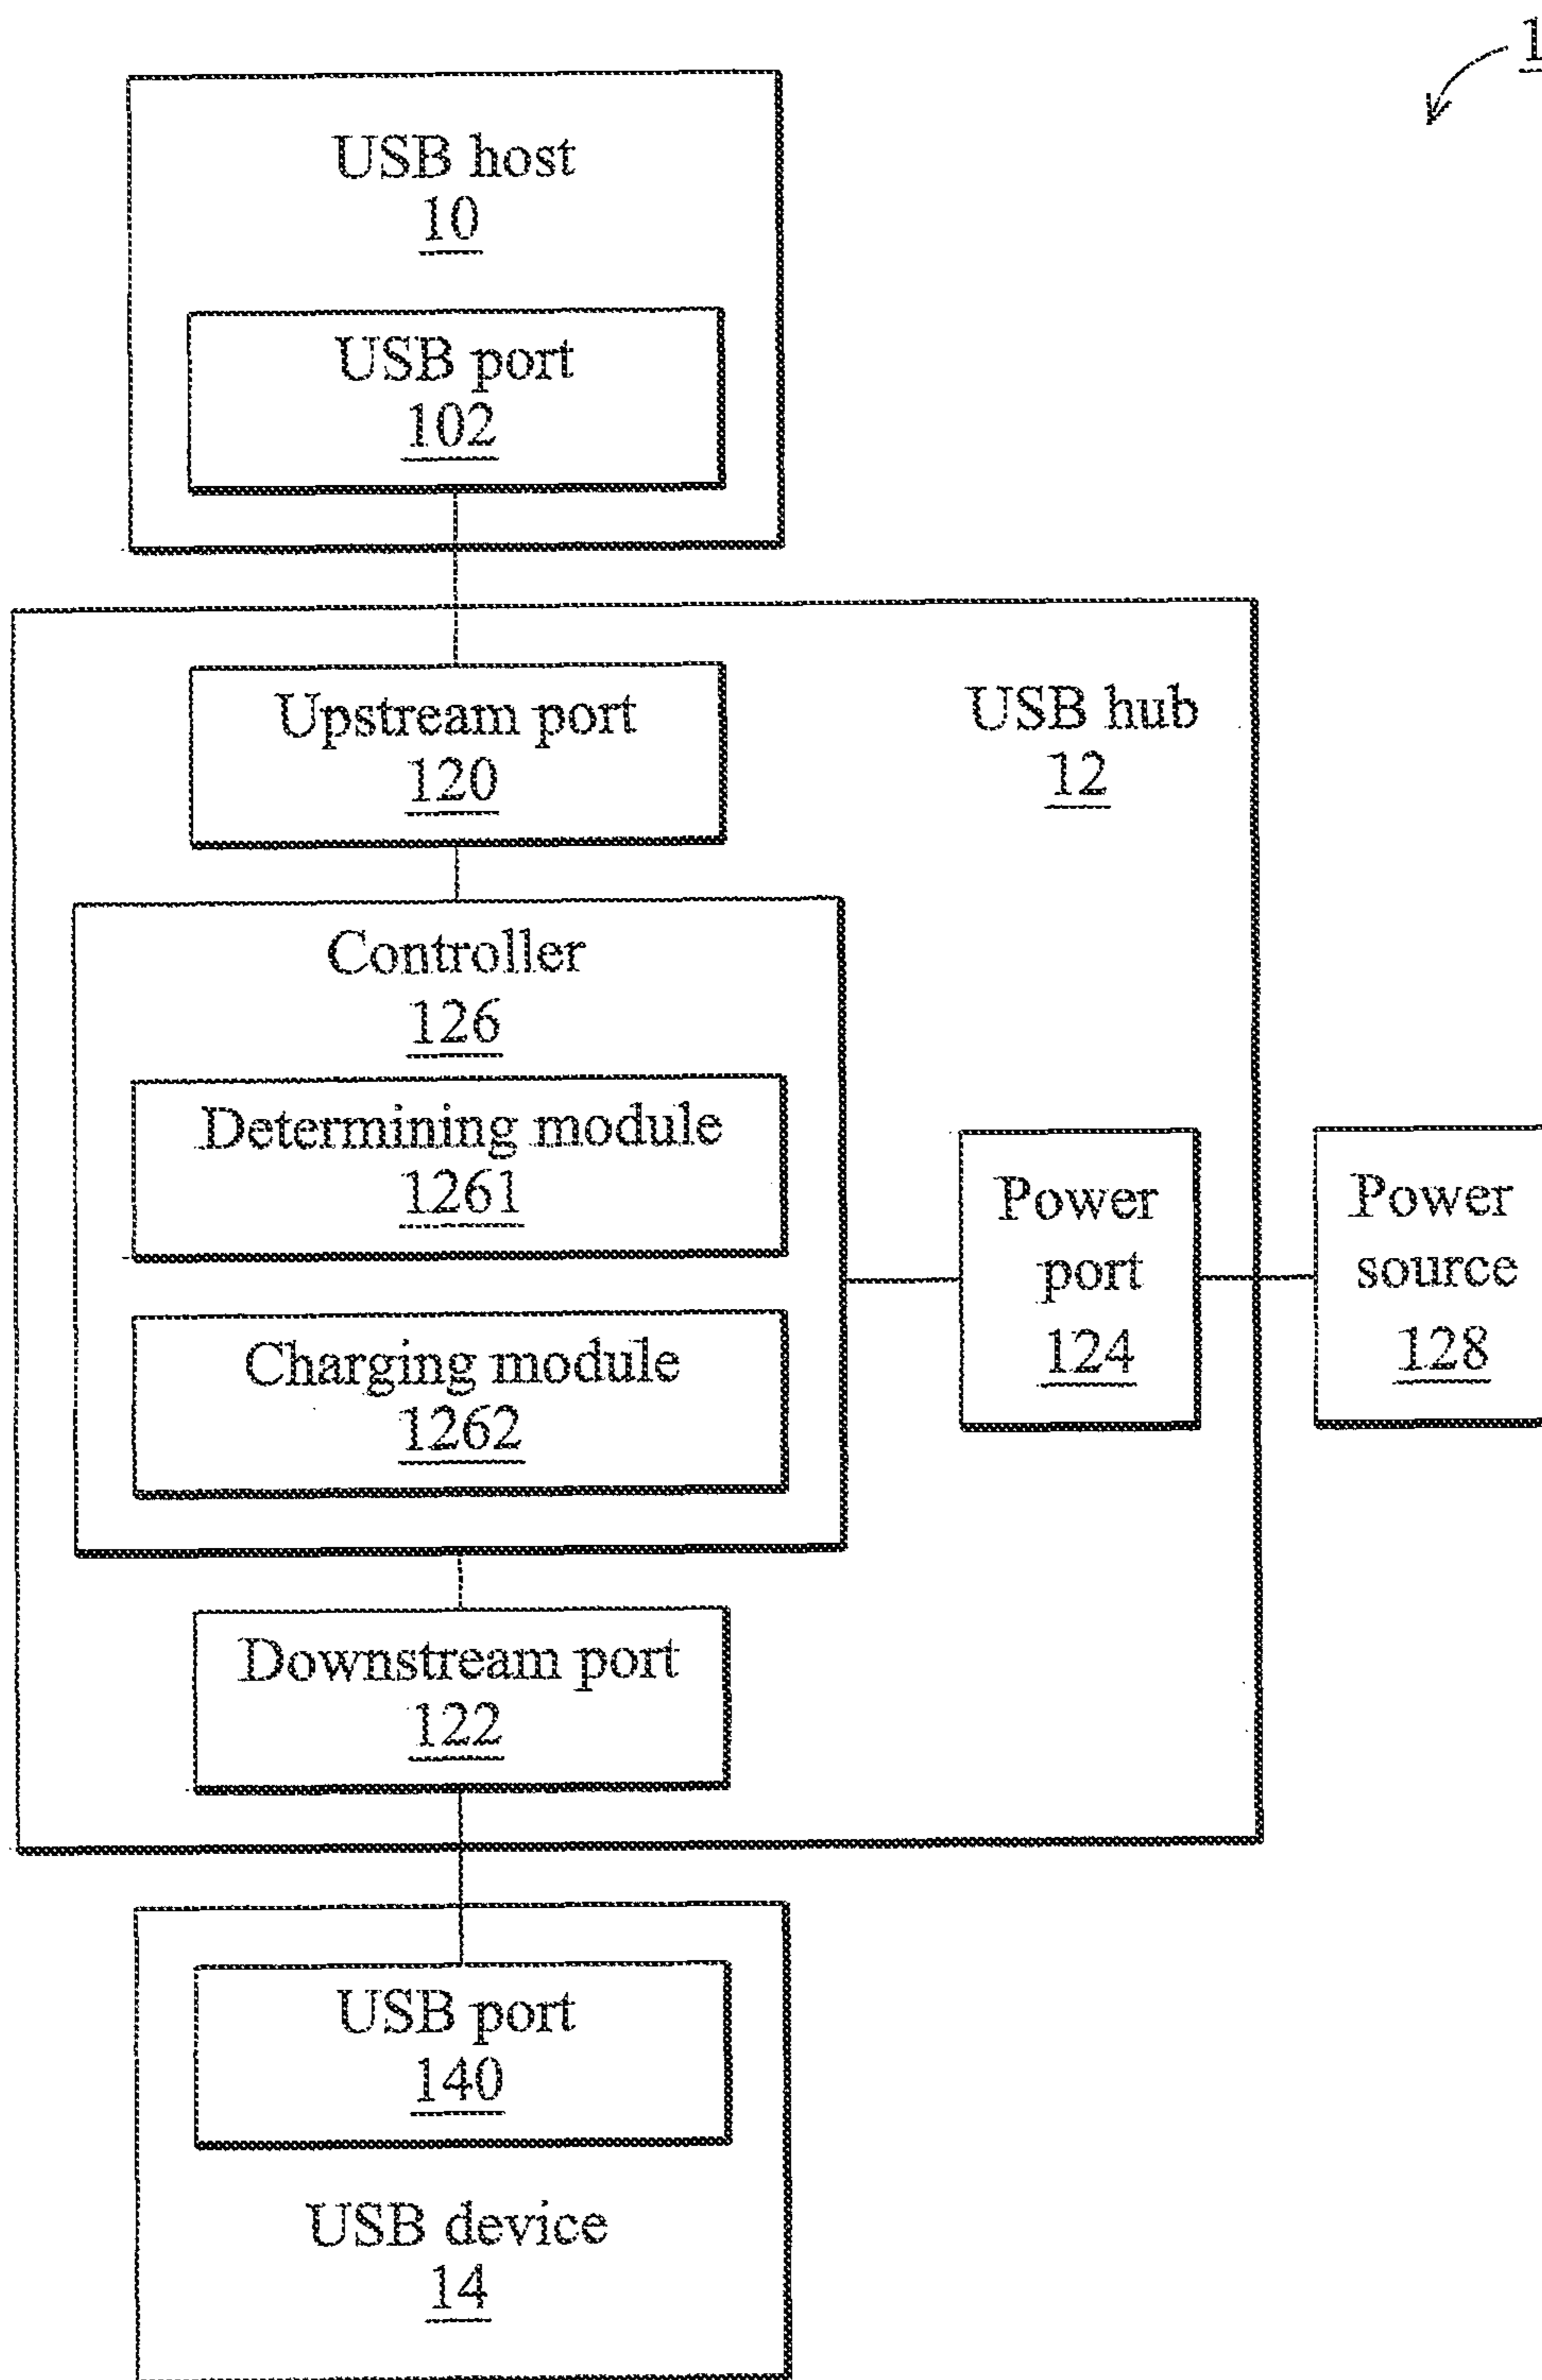 1
USB host
10
USB port
102
Upstream port
120
USB hub
12
Controller
126
Determining module
1261
Charging module
1262
Power
port
124
Power
source
128
Downstream port
122
USB port
140
USB device
14